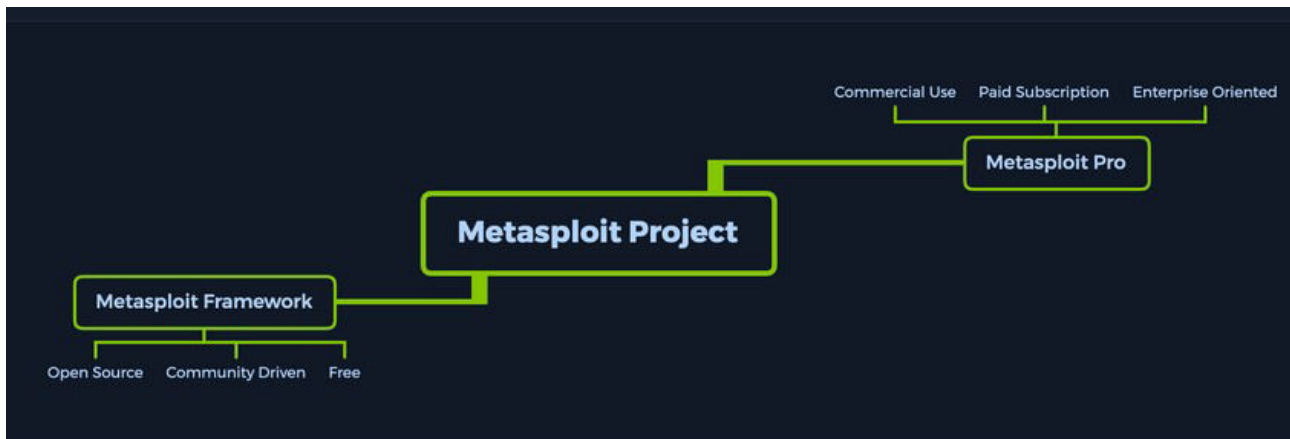 Commercial Use Paid Subscription Enterprise Oriented
Metasploit Pro
Metasploit Project
Metasploit Framework
Open Source Community Driven Free